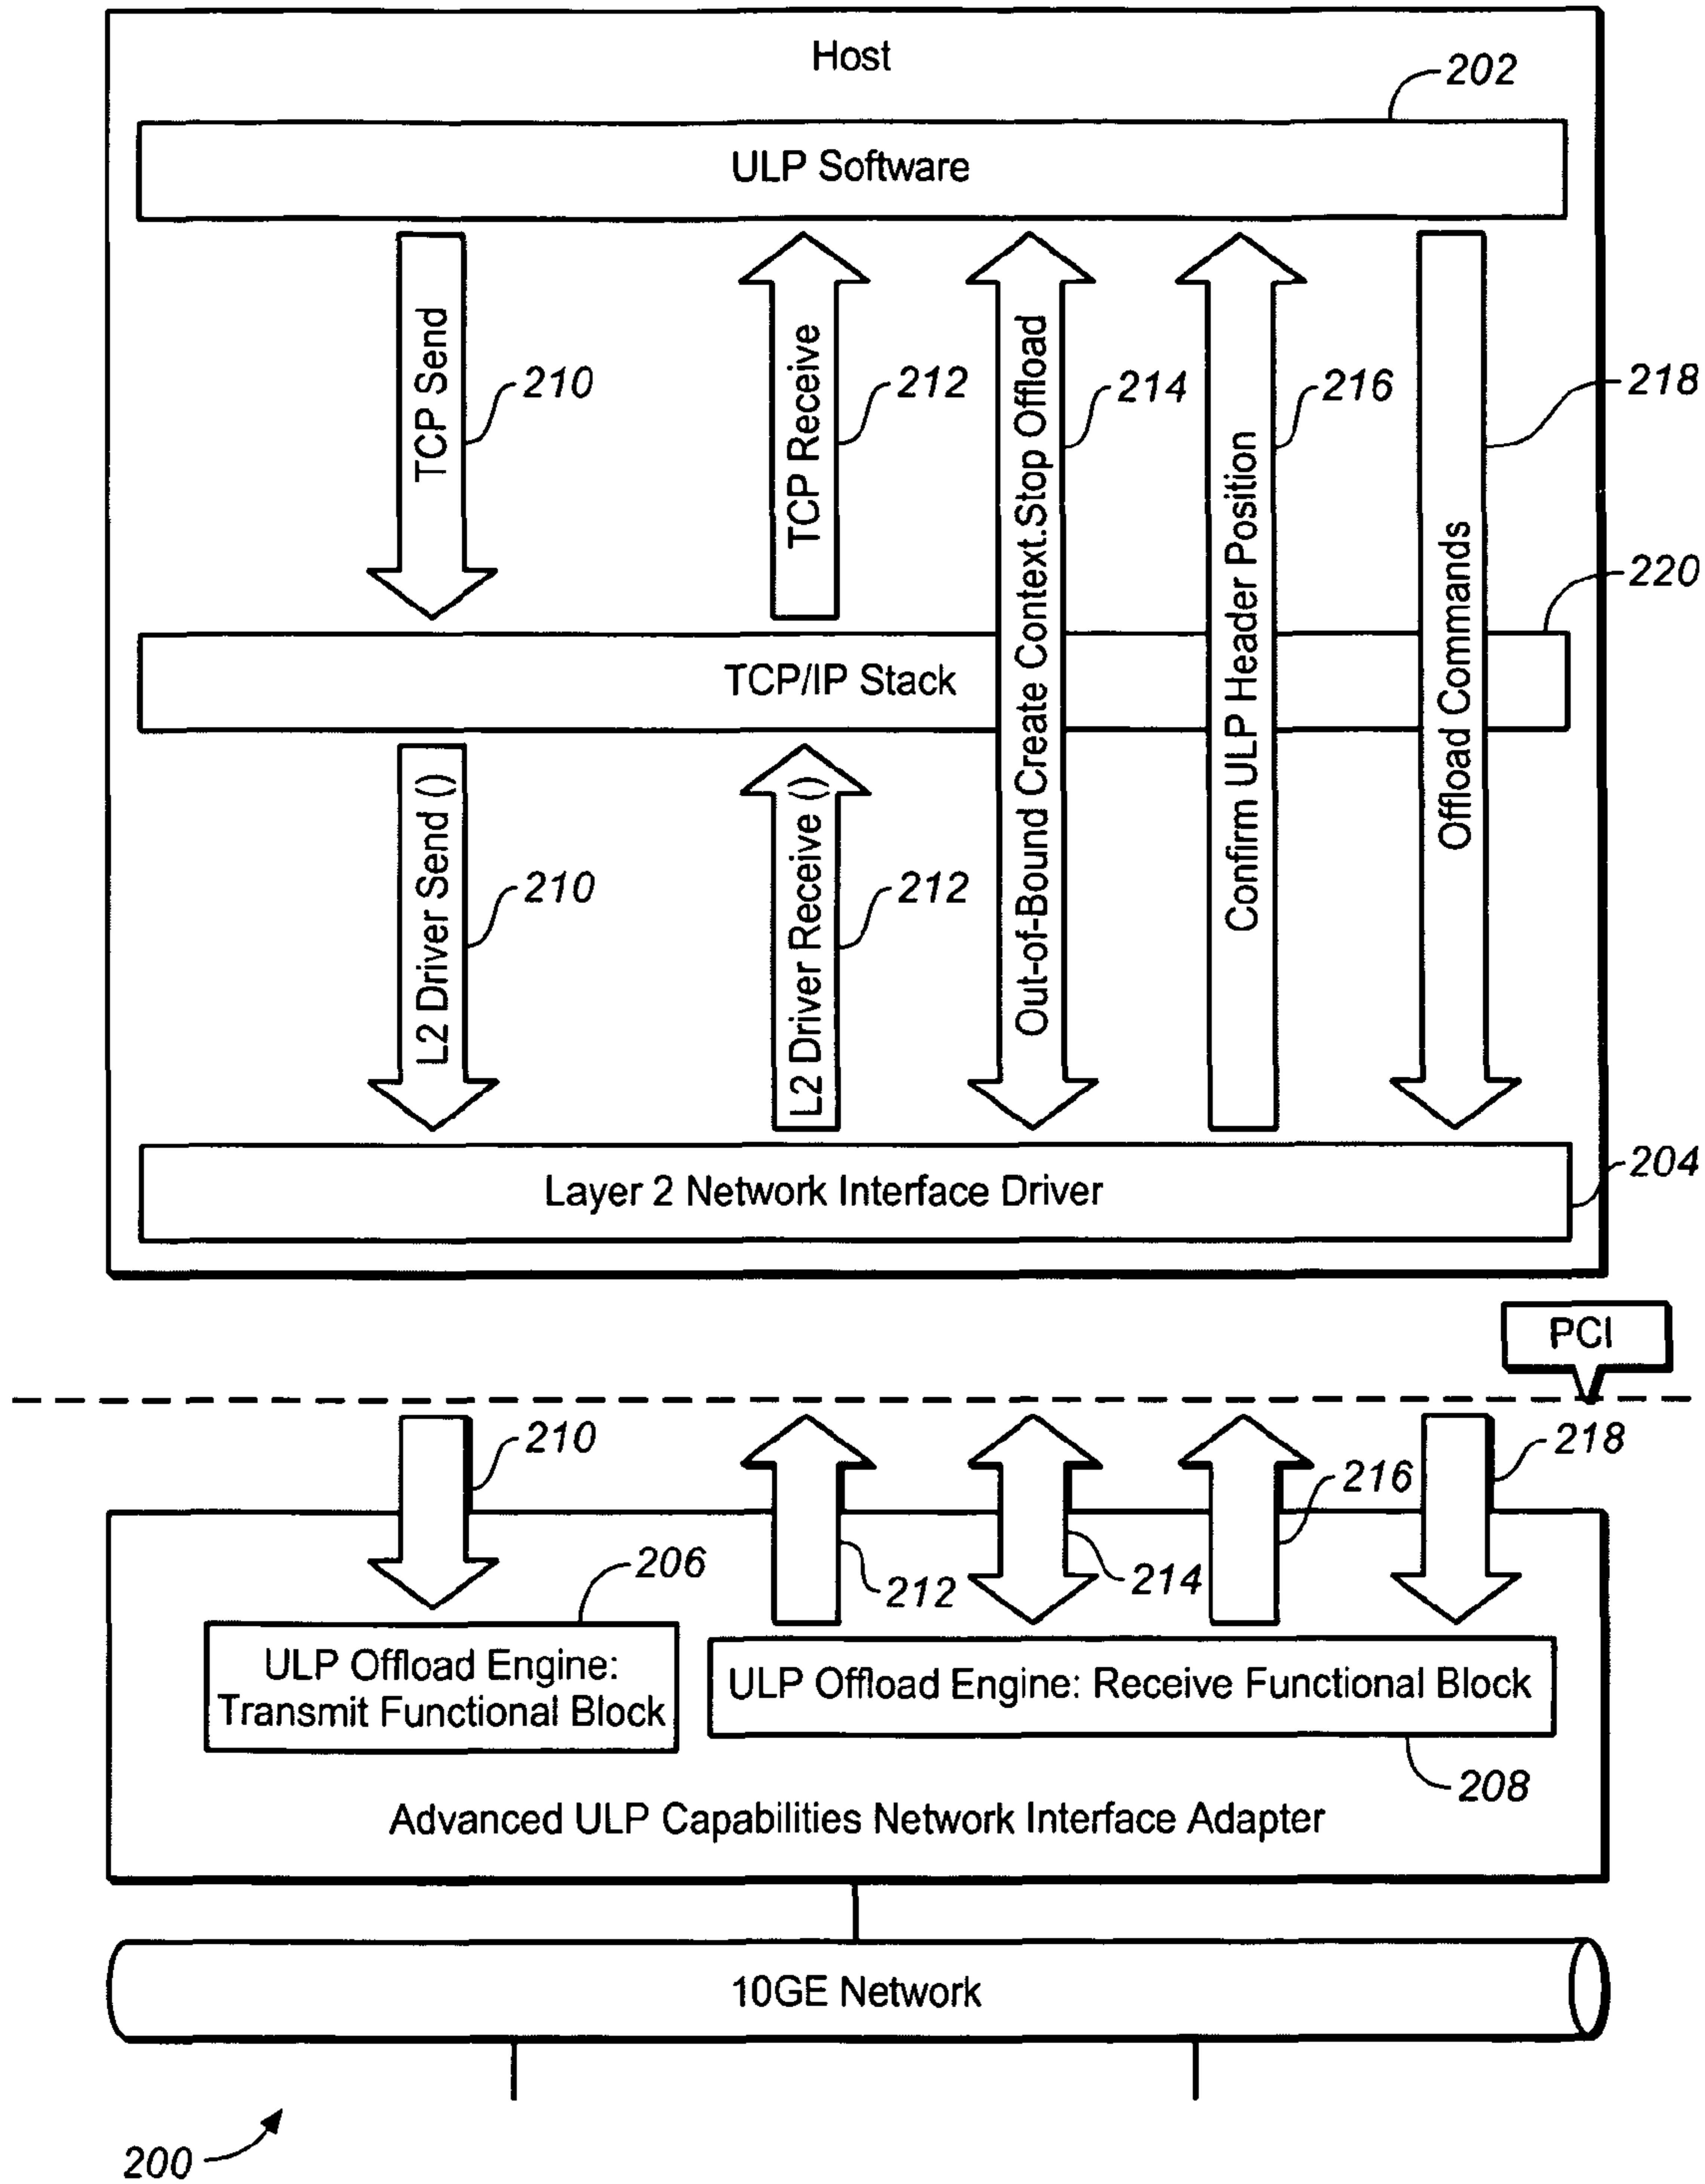 Host
202
ULP Software
TCP Send
210
TCP Receive
212
Out-of-Bound Create Context.Stop Offload
214
Confirm ULP Header Position
216
Offload Commands
218
220
TCP/IP Stack
L2 Driver Send ()
210
L2 Driver Receive ()
212
204
Layer 2 Network Interface Driver
PCI
210
212
214
216
218
206
ULP Offload Engine:
Transmit Functional Block
ULP Offload Engine: Receive Functional Block
208
Advanced ULP Capabilities Network Interface Adapter
10GE Network
200